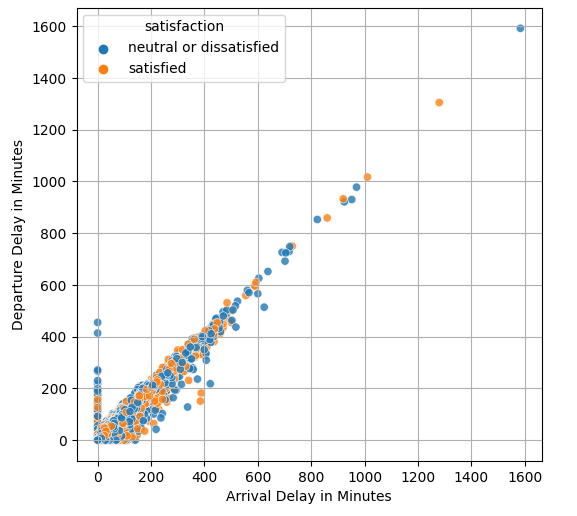 satisfaction
neutral or dissatisfied
satisfied
Departure Delay in Minutes
1600
1400
1200
1000
800
600
400
200
0
0 200 400 600 800 1000 1200 1400 1600
Arrival Delay in Minutes